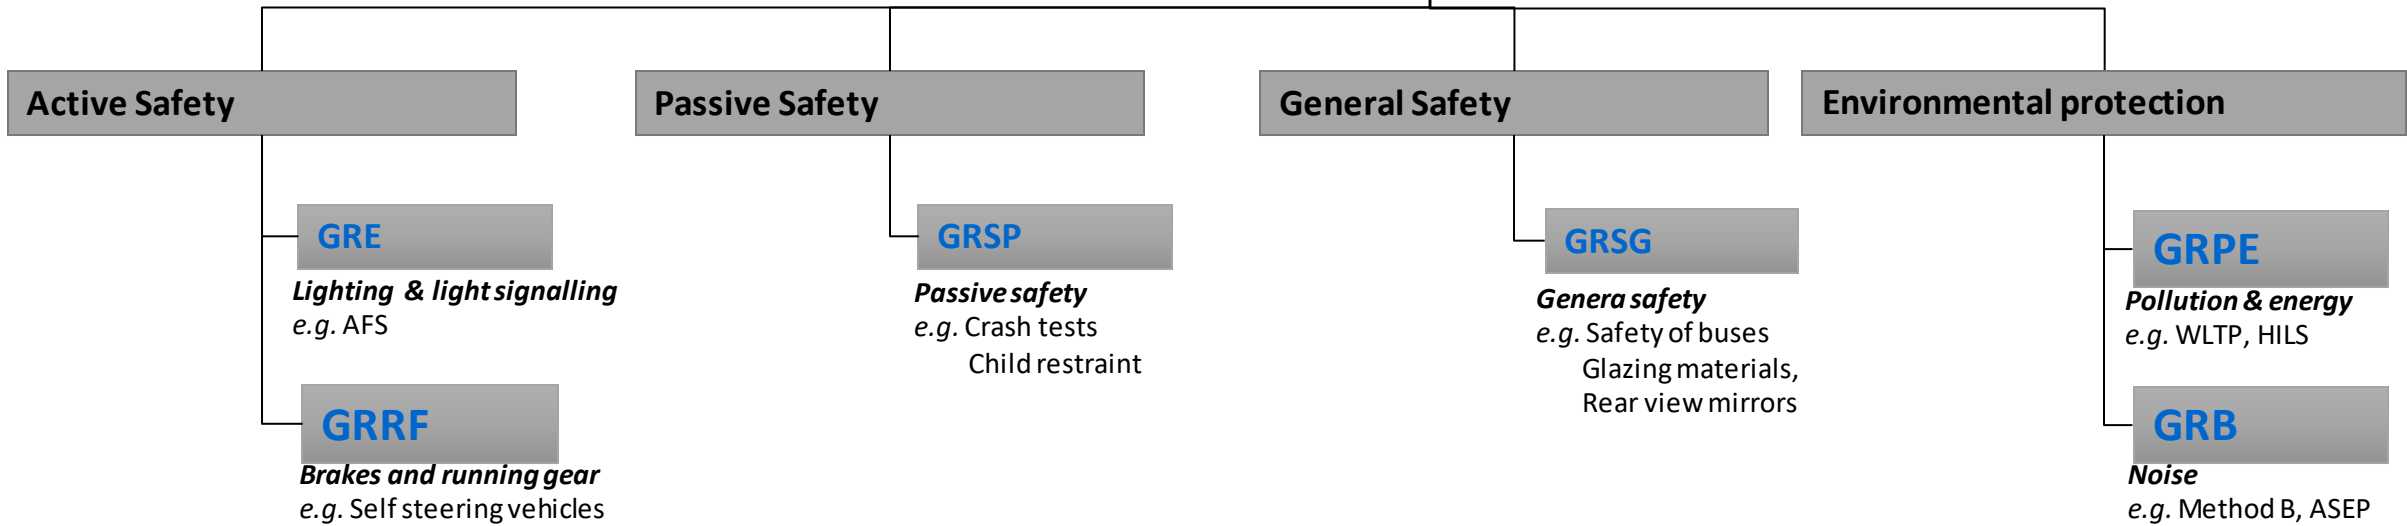 Active Safety
Passive Safety
General Safety
Environmental protection
GRE
Lighting & light signalling
e.g. AFS
GRRF
Brakes and running gear
e.g. Self steering vehicles
GRSP
Passive safety
e.g. Crash tests
Child restraint
GRSG
Genera safety
e.g. Safety of buses
Glazing materials,
Rear view mirrors
GRPE
Pollution & energy
e.g. WLTP, HILS
GRB
Noise
e.g. Method B, ASEP